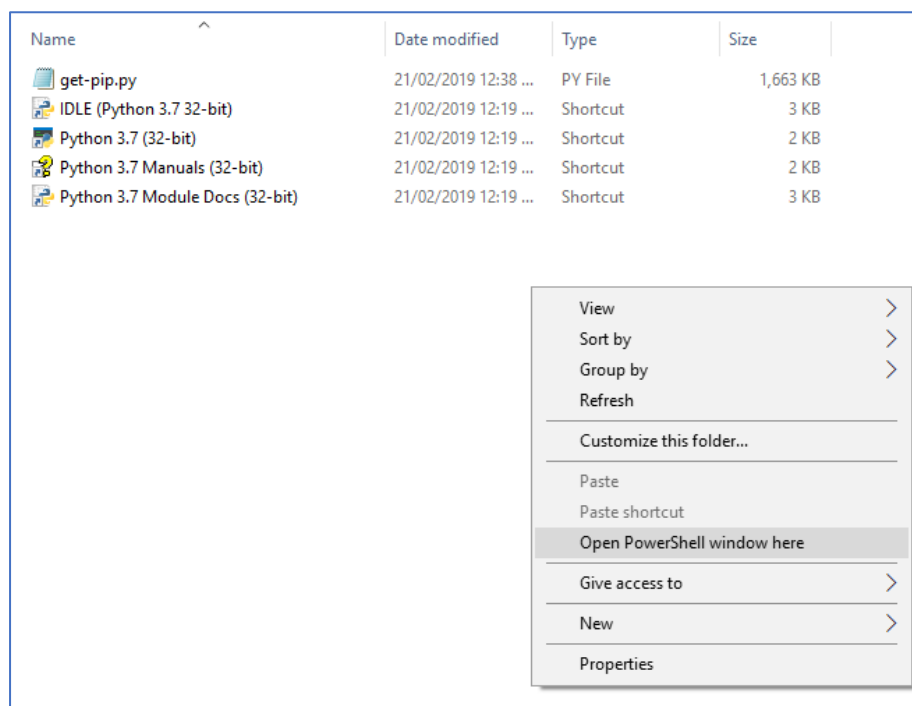 Name Date modified Type Size
get-pip.py 21/02/2019 12:38 ... PY File 1,663 KB
IDLE (Python 3.7 32-bit) 21/02/2019 12:19 ... Shortcut 3 KB
Python 3.7 (32-bit) 21/02/2019 12:19 ... Shortcut 2 KB
Python 3.7 Manuals (32-bit) 21/02/2019 12:19 ... Shortcut 2 KB
Python 3.7 Module Docs (32-bit) 21/02/2019 12:19 ... Shortcut 3 KB
View
Sort by
Group by
Refresh
Customize this folder...
Paste
Paste shortcut
Open PowerShell window here
Give access to
New
Properties